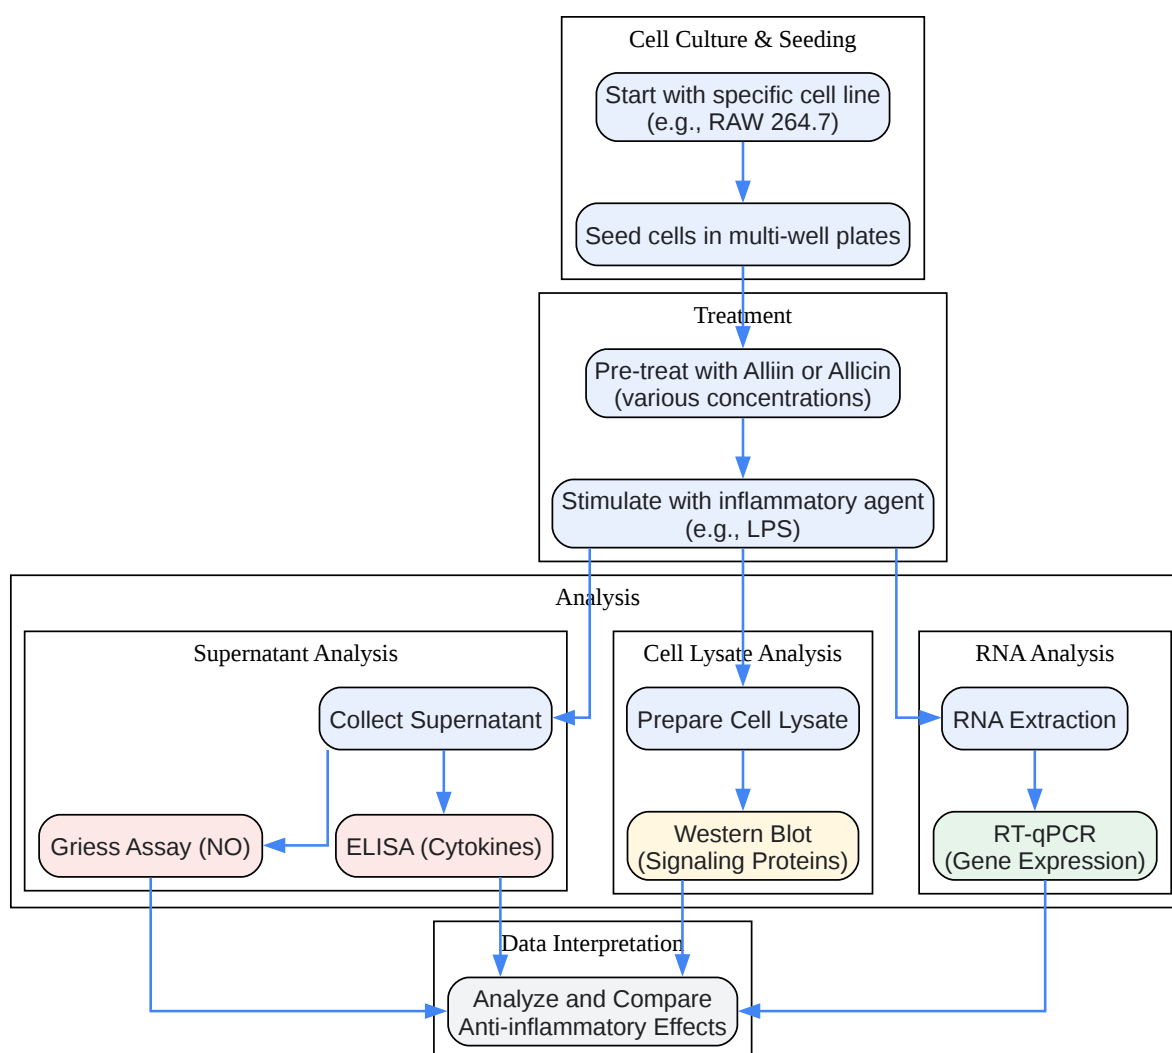 Cell Culture & Seeding
Start with specific cell line
(e.g., RAW 264.7)
Seed cells in multi-well plates
Treatment
Pre-treat with Alliin or Allicin
(various concentrations)
Stimulate with inflammatory agent
(e.g., LPS)
Analysis
Supernatant Analysis
Collect Supernatant
Griess Assay (NO)
ELISA (Cytokines)
Cell Lysate Analysis
Prepare Cell Lysate
Western Blot
(Signaling Proteins)
RNA Analysis
RNA Extraction
RT-qPCR
(Gene Expression)
Data Interpretation
Analyze and Compare
Anti-inflammatory Effects